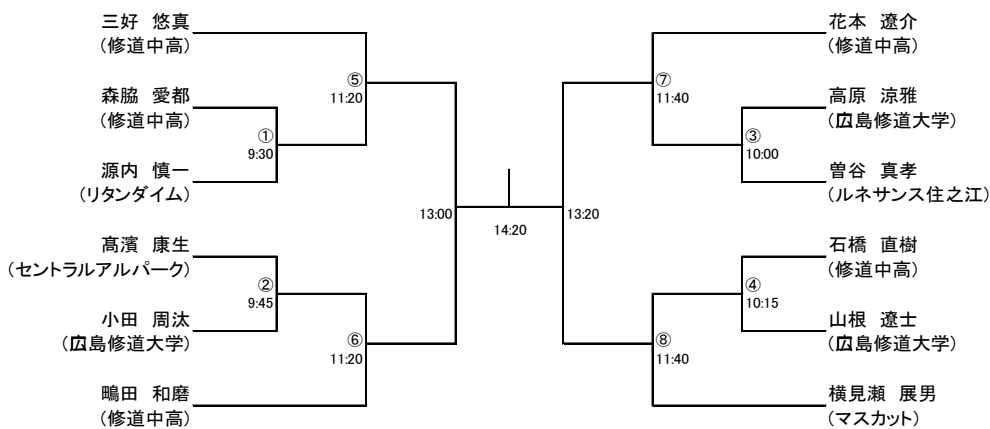 三好 悠真
(修道中高)
⑤
11:20
森脇 愛都
(修道中高)
①
9:30
源内 慎一
(リタンダイム)
13:00
髙濱 康生
(セントラルアルパーク)
②
9:45
小田 周汰
(広島修道大学)
⑥
11:20
鴫田 和磨
(修道中高)
14:20
花本 遼介
(修道中高)
⑦
11:40
高原 涼雅
(広島修道大学)
③
10:00
曽谷 真孝
(ルネサンス住之江)
13:20
石橋 直樹
(修道中高)
④
10:15
山根 遼士
(広島修道大学)
⑧
11:40
横見瀬 展男
(マスカット)